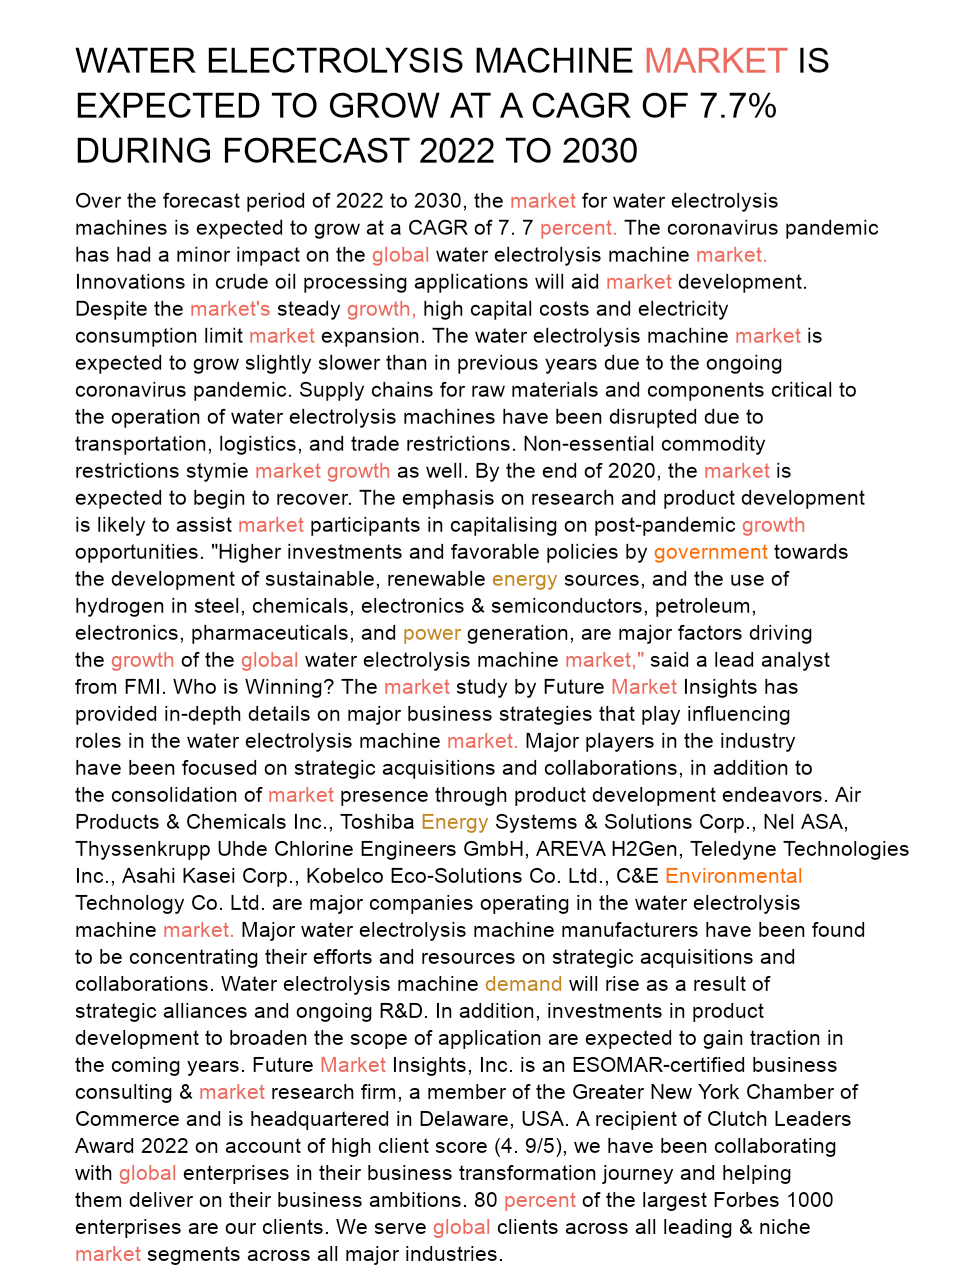 WATER ELECTROLYSIS MACHINE MARKET IS
EXPECTED TO GROW AT A CAGR OF 7.7%
DURING FORECAST 2022 TO 2030
Over the forecast period of 2022 to 2030, the market for water electrolysis
machines is expected to grow at a CAGR of 7. 7 percent. The coronavirus pandemic
has had a minor impact on the global water electrolysis machine market.
Innovations in crude oil processing applications will aid market development.
Despite the market's steady growth, high capital costs and electricity
consumption limit market expansion. The water electrolysis machine market is
expected to grow slightly slower than in previous years due to the ongoing
coronavirus pandemic. Supply chains for raw materials and components critical to
the operation of water electrolysis machines have been disrupted due to
transportation, logistics, and trade restrictions. Non-essential commodity
restrictions stymie market growth as well. By the end of 2020, the market is
expected to begin to recover. The emphasis on research and product development
is likely to assist market participants in capitalising on post-pandemic growth
opportunities. "Higher investments and favorable policies by government towards
the development of sustainable, renewable energy sources, and the use of
hydrogen in steel, chemicals, electronics & semiconductors, petroleum,
electronics, pharmaceuticals, and power generation, are major factors driving
the growth of the global water electrolysis machine market," said a lead analyst
from FMI. Who is Winning? The market study by Future Market Insights has
provided in-depth details on major business strategies that play influencing
roles in the water electrolysis machine market. Major players in the industry
have been focused on strategic acquisitions and collaborations, in addition to
the consolidation of market presence through product development endeavors. Air
Products & Chemicals Inc., Toshiba Energy Systems & Solutions Corp., Nel ASA,
Thyssenkrupp Uhde Chlorine Engineers GmbH, AREVA H2Gen, Teledyne Technologies
Inc., Asahi Kasei Corp., Kobelco Eco-Solutions Co. Ltd., C&E Environmental
Technology Co. Ltd. are major companies operating in the water electrolysis
machine market. Major water electrolysis machine manufacturers have been found
to be concentrating their efforts and resources on strategic acquisitions and
collaborations. Water electrolysis machine demand will rise as a result of
strategic alliances and ongoing R&D. In addition, investments in product
development to broaden the scope of application are expected to gain traction in
the coming years. Future Market Insights, Inc. is an ESOMAR-certified business
consulting & market research firm, a member of the Greater New York Chamber of
Commerce and is headquartered in Delaware, USA. A recipient of Clutch Leaders
Award 2022 on account of high client score (4. 9/5), we have been collaborating
with global enterprises in their business transformation journey and helping
them deliver on their business ambitions. 80 percent of the largest Forbes 1000
enterprises are our clients. We serve global clients across all leading & niche
market segments across all major industries.